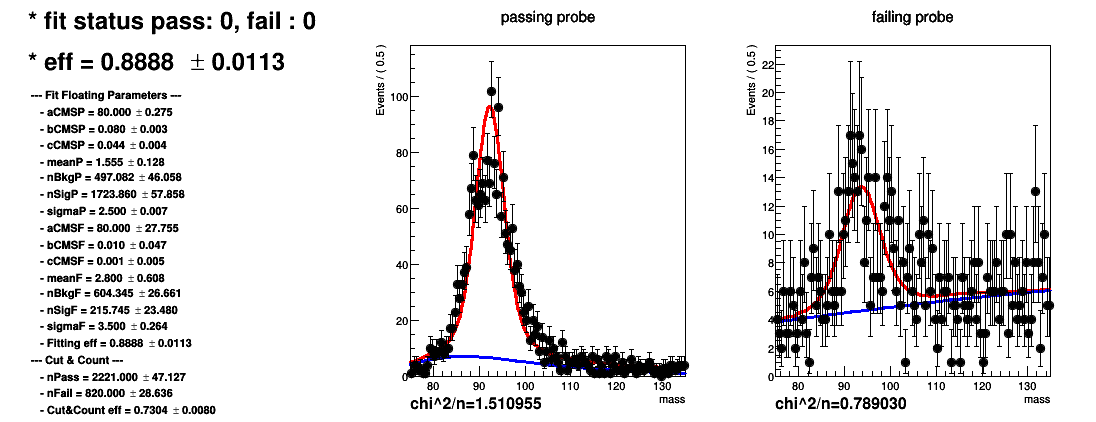 * fit status pass: 0, fail : 0
* eff = 0.8888 ± 0.0113
--- Fit Floating Parameters ---
- aCMSP = 80.000 ± 0.275
- bCMSP = 0.080 ± 0.003
- cCMSP = 0.044 ± 0.004
- meanP = 1.555 ± 0.128
- nBkgP = 497.082 ± 46.058
- nSigP = 1723.860 ± 57.858
- sigmaP = 2.500 ± 0.007
- aCMSF = 80.000 ± 27.755
- bCMSF = 0.010 ± 0.047
- cCMSF = 0.001 ± 0.005
- meanF = 2.800 ± 0.608
- nBkgF = 604.345 ± 26.661
- nSigF = 215.745 ± 23.480
- sigmaF = 3.500 ± 0.264
- Fitting eff = 0.8888 ± 0.0113
--- Cut & Count ---
- nPass = 2221.000 ± 47.127
- nFail = 820.000 ± 28.636
- Cut&Count eff = 0.7304 ± 0.0080
passing probe
Events / ( 0.5 )
100
80
60
40
20
0
80 90 100 110 120 130
mass
chi^2/n=1.510955
failing probe
Events / ( 0.5 )
22
20
18
16
14
12
10
8
6
4
2
0
80 90 100 110 120 130
mass
chi^2/n=0.789030